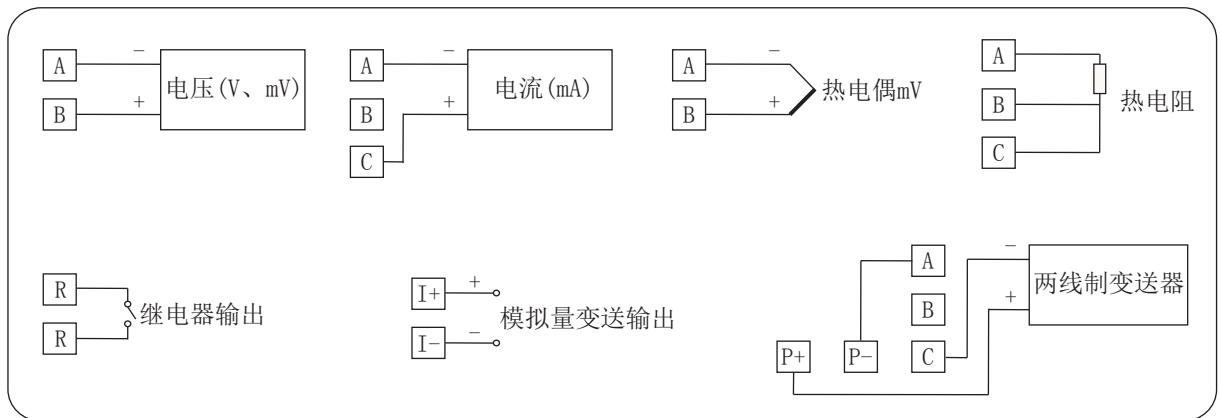 A
B
-
+
电压(V、mV)
A
B
C
-
+
电流(mA)
A
B
-
+
热电偶mV
A
B
C
热电阻
R
R
继电器输出
I+
I-
+
-
模拟量变送输出
A
B
C
P+
P-
-
+
两线制变送器